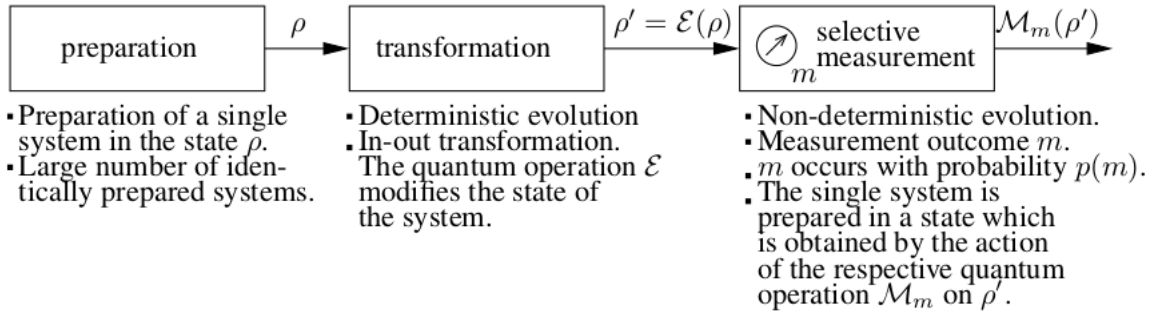 preparation
ρ
transformation
ρ′ = ℰ(ρ)
selective
measurement
m
ℳm(ρ′)
▪ Preparation of a single
system in the state ρ.
▪ Large number of iden-
tically prepared systems.
▪ Deterministic evolution
▪ In-out transformation.
The quantum operation ℰ
modifies the state of
the system.
▪ Non-deterministic evolution.
▪ Measurement outcome m.
▪ m occurs with probability p(m).
▪ The single system is
prepared in a state which
is obtained by the action
of the respective quantum
operation ℳm on ρ′.